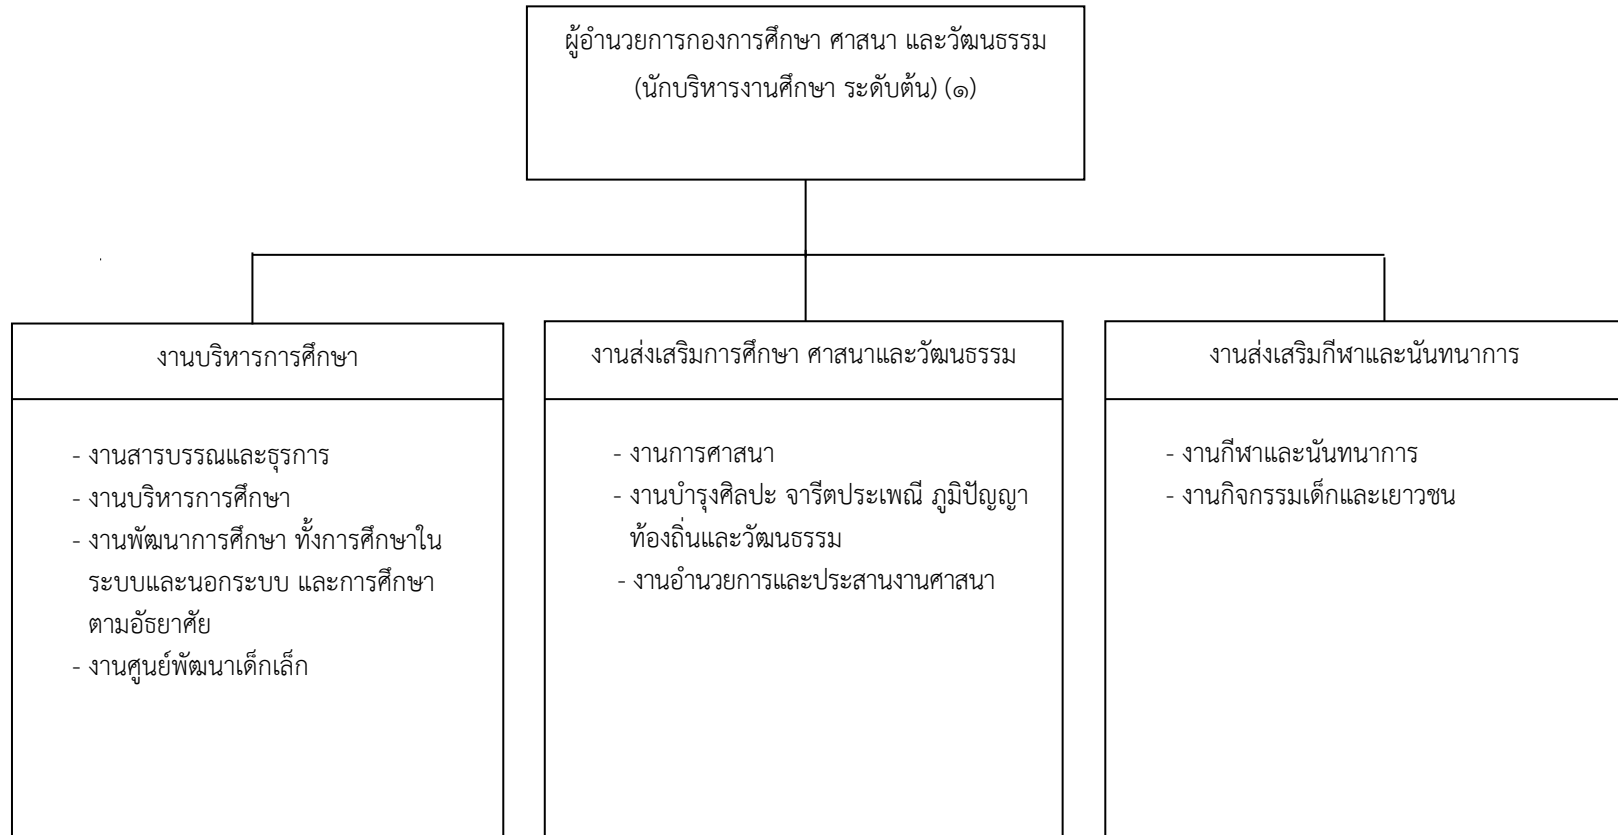 ผู้อำนวยการกองการศึกษา ศาสนา และวัฒนธรรม
(นักบริหารงานศึกษา ระดับต้น) (๑)
งานบริหารการศึกษา
- งานสารบรรณและธุรการ
- งานบริหารการศึกษา
- งานพัฒนาการศึกษา ทั้งการศึกษาใน
ระบบและนอกระบบ และการศึกษา
ตามอัธยาศัย
- งานศูนย์พัฒนาเด็กเล็ก
งานส่งเสริมการศึกษา ศาสนาและวัฒนธรรม
- งานการศาสนา
- งานบำรุงศิลปะ จารีตประเพณี ภูมิปัญญา
ท้องถิ่นและวัฒนธรรม
- งานอำนวยการและประสานงานศาสนา
งานส่งเสริมกีฬาและนันทนาการ
- งานกีฬาและนันทนาการ
- งานกิจกรรมเด็กและเยาวชน